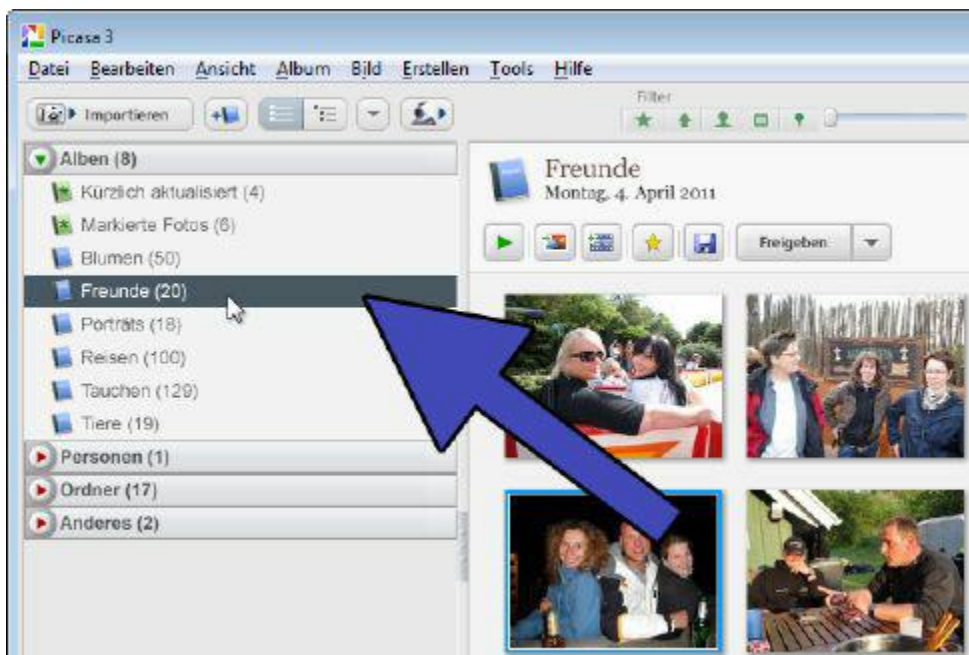 Picasa 3
Datei Bearbeiten Ansicht Album Bild Erstellen Tools Hilfe
Importieren
Filter
Alben (8)
Kürzlich aktualisiert (4)
Markierte Fotos (6)
Blumen (50)
Freunde (20)
Porträts (18)
Reisen (100)
Tauchen (129)
Tiere (19)
Personen (1)
Ordner (17)
Anderes (2)
Freunde
Montag, 4. April 2011
Freigeben